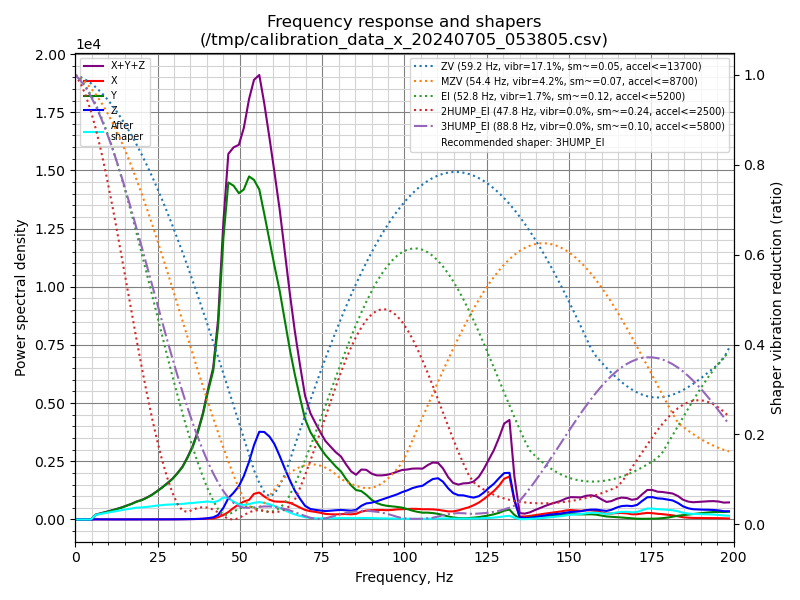 Frequency response and shapers
(/tmp/calibration_data_x_20240705_053805.csv)
1e4
X+Y+Z
X
Y
Z
After
shaper
ZV (59.2 Hz, vibr=17.1%, sm~=0.05, accel<=13700)
MZV (54.4 Hz, vibr=4.2%, sm~=0.07, accel<=8700)
EI (52.8 Hz, vibr=1.7%, sm~=0.12, accel<=5200)
2HUMP_EI (47.8 Hz, vibr=0.0%, sm~=0.24, accel<=2500)
3HUMP_EI (88.8 Hz, vibr=0.0%, sm~=0.10, accel<=5800)
Recommended shaper: 3HUMP_EI
Power spectral density
2.00
1.75
1.50
1.25
1.00
0.75
0.50
0.25
0.00
1.0
0.8
0.6
0.4
0.2
0.0
Shaper vibration reduction (ratio)
0 25 50 75 100 125 150 175 200
Frequency, Hz